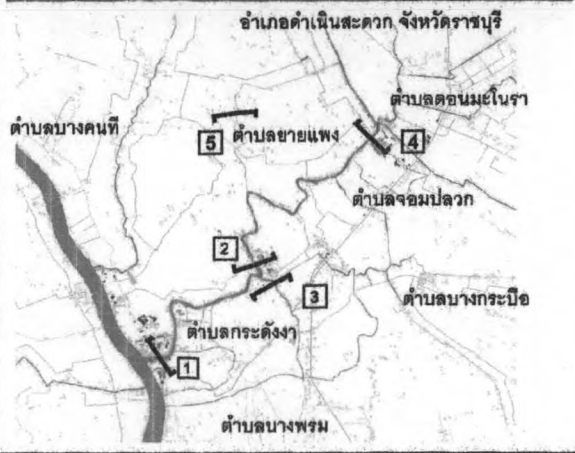 อำเภอดำเนินสะดวก จังหวัดราชบุรี
ตำบลดอนมะโนรา
ตำบลบางคนที
5
ตำบลยายแพง
4
ตำบลจอมปลวก
2
3
ตำบลบางกระบือ
ตำบลกระดังงา
1
ตำบลบางพรม